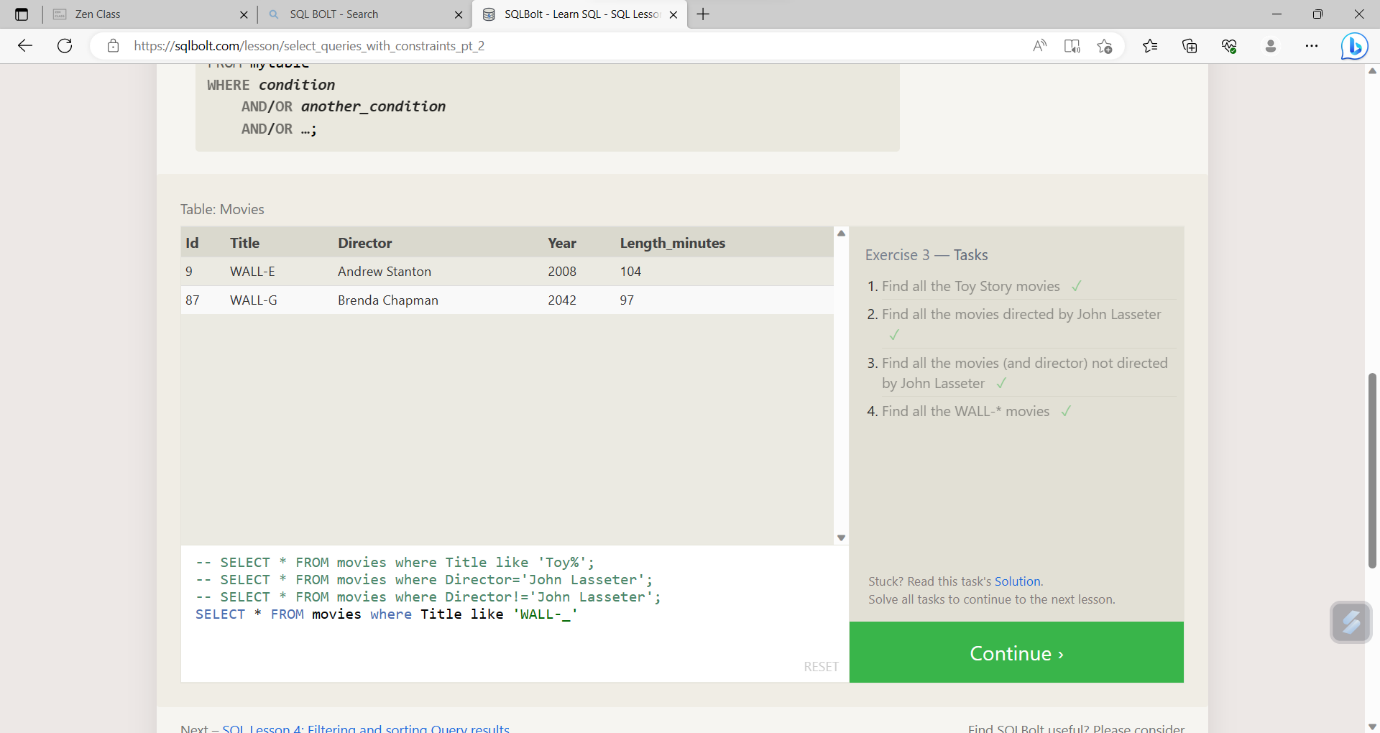 Zen Class
SQL BOLT - Search
SQLBolt - Learn SQL - SQL Lesso
https://sqlbolt.com/lesson/select_queries_with_constraints_pt_2
FROM mytable
WHERE condition
AND/OR another_condition
AND/OR …;
Table: Movies
Id Title Director Year Length_minutes
9 WALL-E Andrew Stanton 2008 104
87 WALL-G Brenda Chapman 2042 97
Exercise 3 — Tasks
1. Find all the Toy Story movies ✓
2. Find all the movies directed by John Lasseter
✓
3. Find all the movies (and director) not directed
by John Lasseter ✓
4. Find all the WALL-* movies ✓
-- SELECT * FROM movies where Title like 'Toy%';
-- SELECT * FROM movies where Director='John Lasseter';
-- SELECT * FROM movies where Director!='John Lasseter';
SELECT * FROM movies where Title like 'WALL-_'
RESET
Stuck? Read this task's Solution.
Solve all tasks to continue to the next lesson.
Continue ›
Next – SQL Lesson 4: Filtering and sorting Query results
Find SQLBolt useful? Please consider